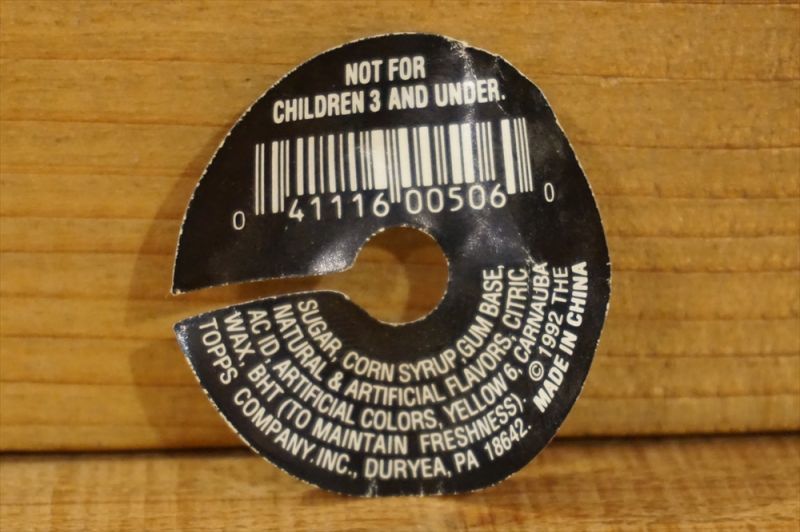 NOT FOR
CHILDREN 3 AND UNDER.
0 41116 00506 0
SUGAR, CORN SYRUP GUM BASE,
NATURAL & ARTIFICIAL FLAVORS, CITRIC
ACID, ARTIFICIAL COLORS, YELLOW 6, CARNAUBA
WAX, BHT (TO MAINTAIN FRESHNESS). © 1992 THE
TOPPS COMPANY.INC., DURYEA, PA 18642. MADE IN CHINA